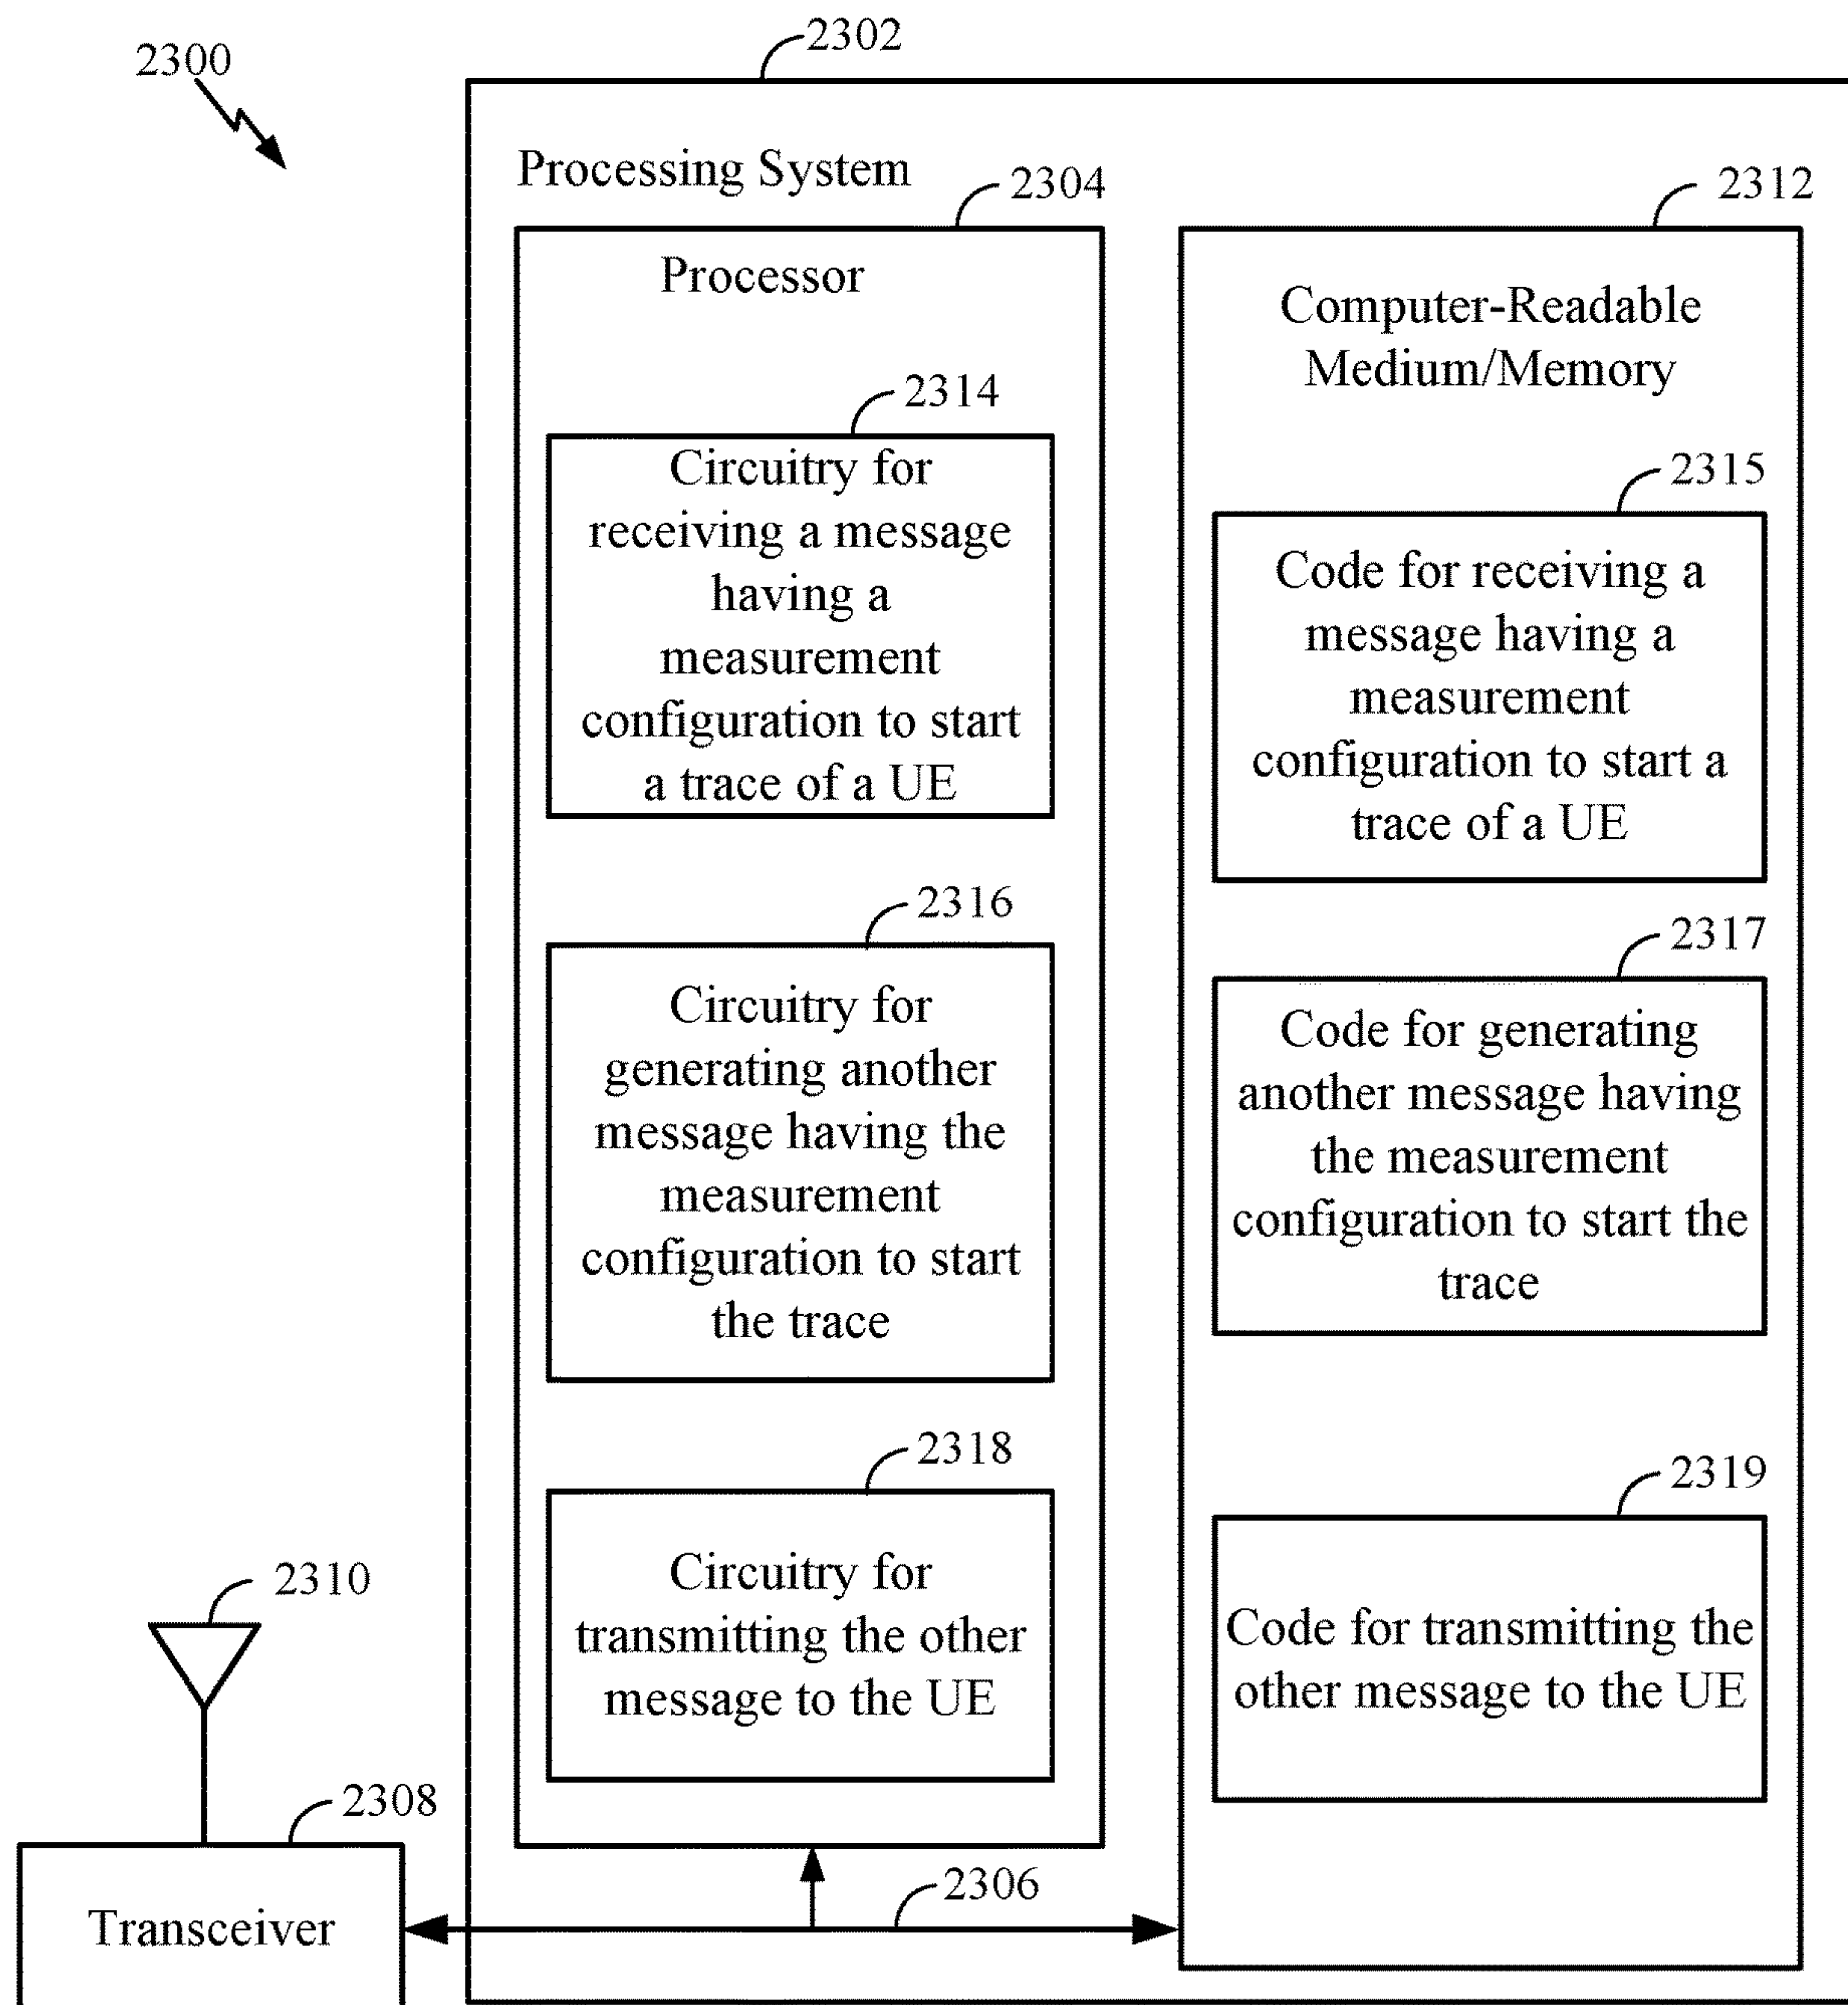 2300
2302
Processing System
2304
Processor
2314
Circuitry for
receiving a message
having a
measurement
configuration to start
a trace of a UE
2316
Circuitry for
generating another
message having the
measurement
configuration to start
the trace
2318
Circuitry for
transmitting the other
message to the UE
2312
Computer-Readable
Medium/Memory
2315
Code for receiving a
message having a
measurement
configuration to start a
trace of a UE
2317
Code for generating
another message having
the measurement
configuration to start the
trace
2319
Code for transmitting the
other message to the UE
2310
2308
Transceiver
2306